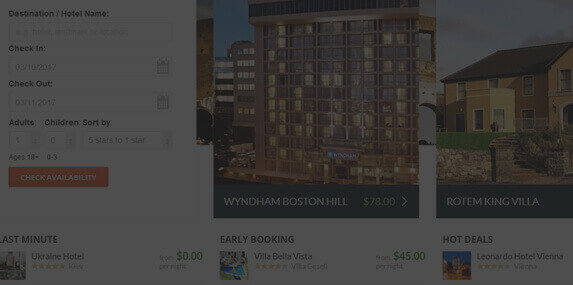 Destination / Hotel Name:
Check In:
03/10/2017
Check Out:
03/11/2017
Adults Children Sort by
1 0 5 stars to 1 star
Ages 18+ 0-3
CHECK AVAILABILITY
WYNDHAM BOSTON HILL $78.00
ROTEM KING VILLA
LAST MINUTE
Ukraine Hotel
Kiev
from $0.00
per night
EARLY BOOKING
Villa Bella Vista
from $45.00
per night
HOT DEALS
Leonardo Hotel Vienna
Vienna